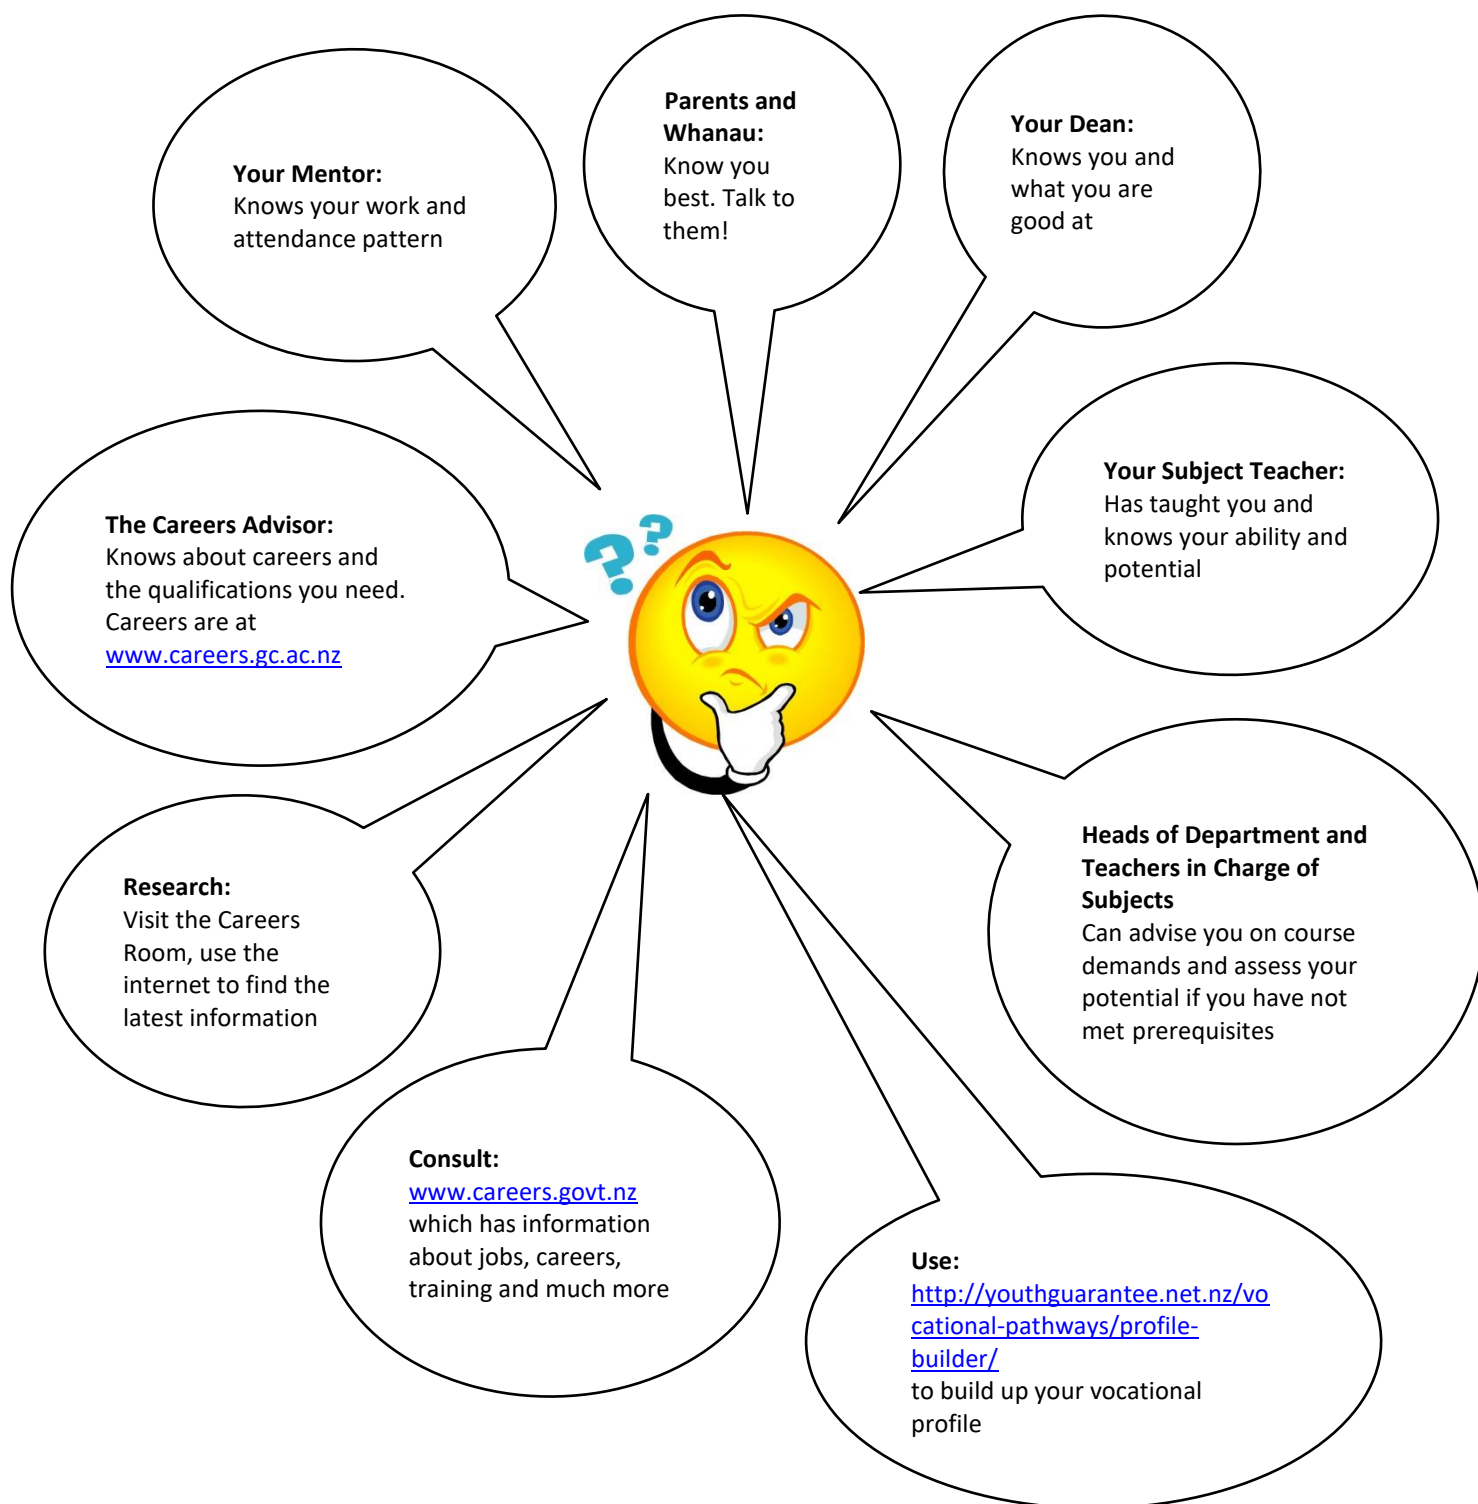 Parents and
Whanau:
Know you
best. Talk to
them!
Your Dean:
Knows you and
what you are
good at
Your Mentor:
Knows your work and
attendance pattern
Your Subject Teacher:
Has taught you and
knows your ability and
potential
The Careers Advisor:
Knows about careers and
the qualifications you need.
Careers are at
www.careers.gc.ac.nz
??
Heads of Department and
Teachers in Charge of
Subjects
Can advise you on course
demands and assess your
potential if you have not
met prerequisites
Research:
Visit the Careers
Room, use the
internet to find the
latest information
Consult:
www.careers.govt.nz
which has information
about jobs, careers,
training and much more
Use:
http://youthguarantee.net.nz/vo
cational-pathways/profile-
builder/
to build up your vocational
profile